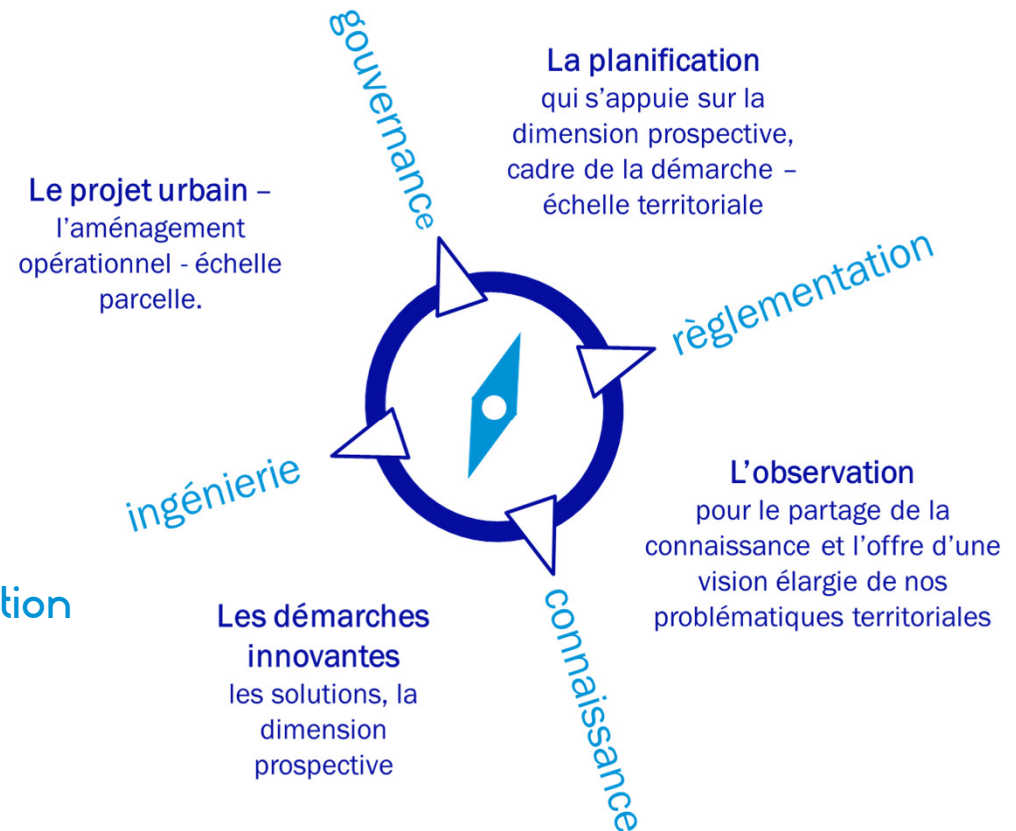 gouvernance
La planification
qui s'appuie sur la
dimension prospective,
cadre de la démarche –
échelle territoriale
Le projet urbain –
l'aménagement
opérationnel - échelle
parcelle.
règlementation
ingénierie
L'observation
pour le partage de la
connaissance et l'offre d'une
vision élargie de nos
problématiques territoriales
tion
Les démarches
innovantes
les solutions, la
dimension
prospective
connaissance